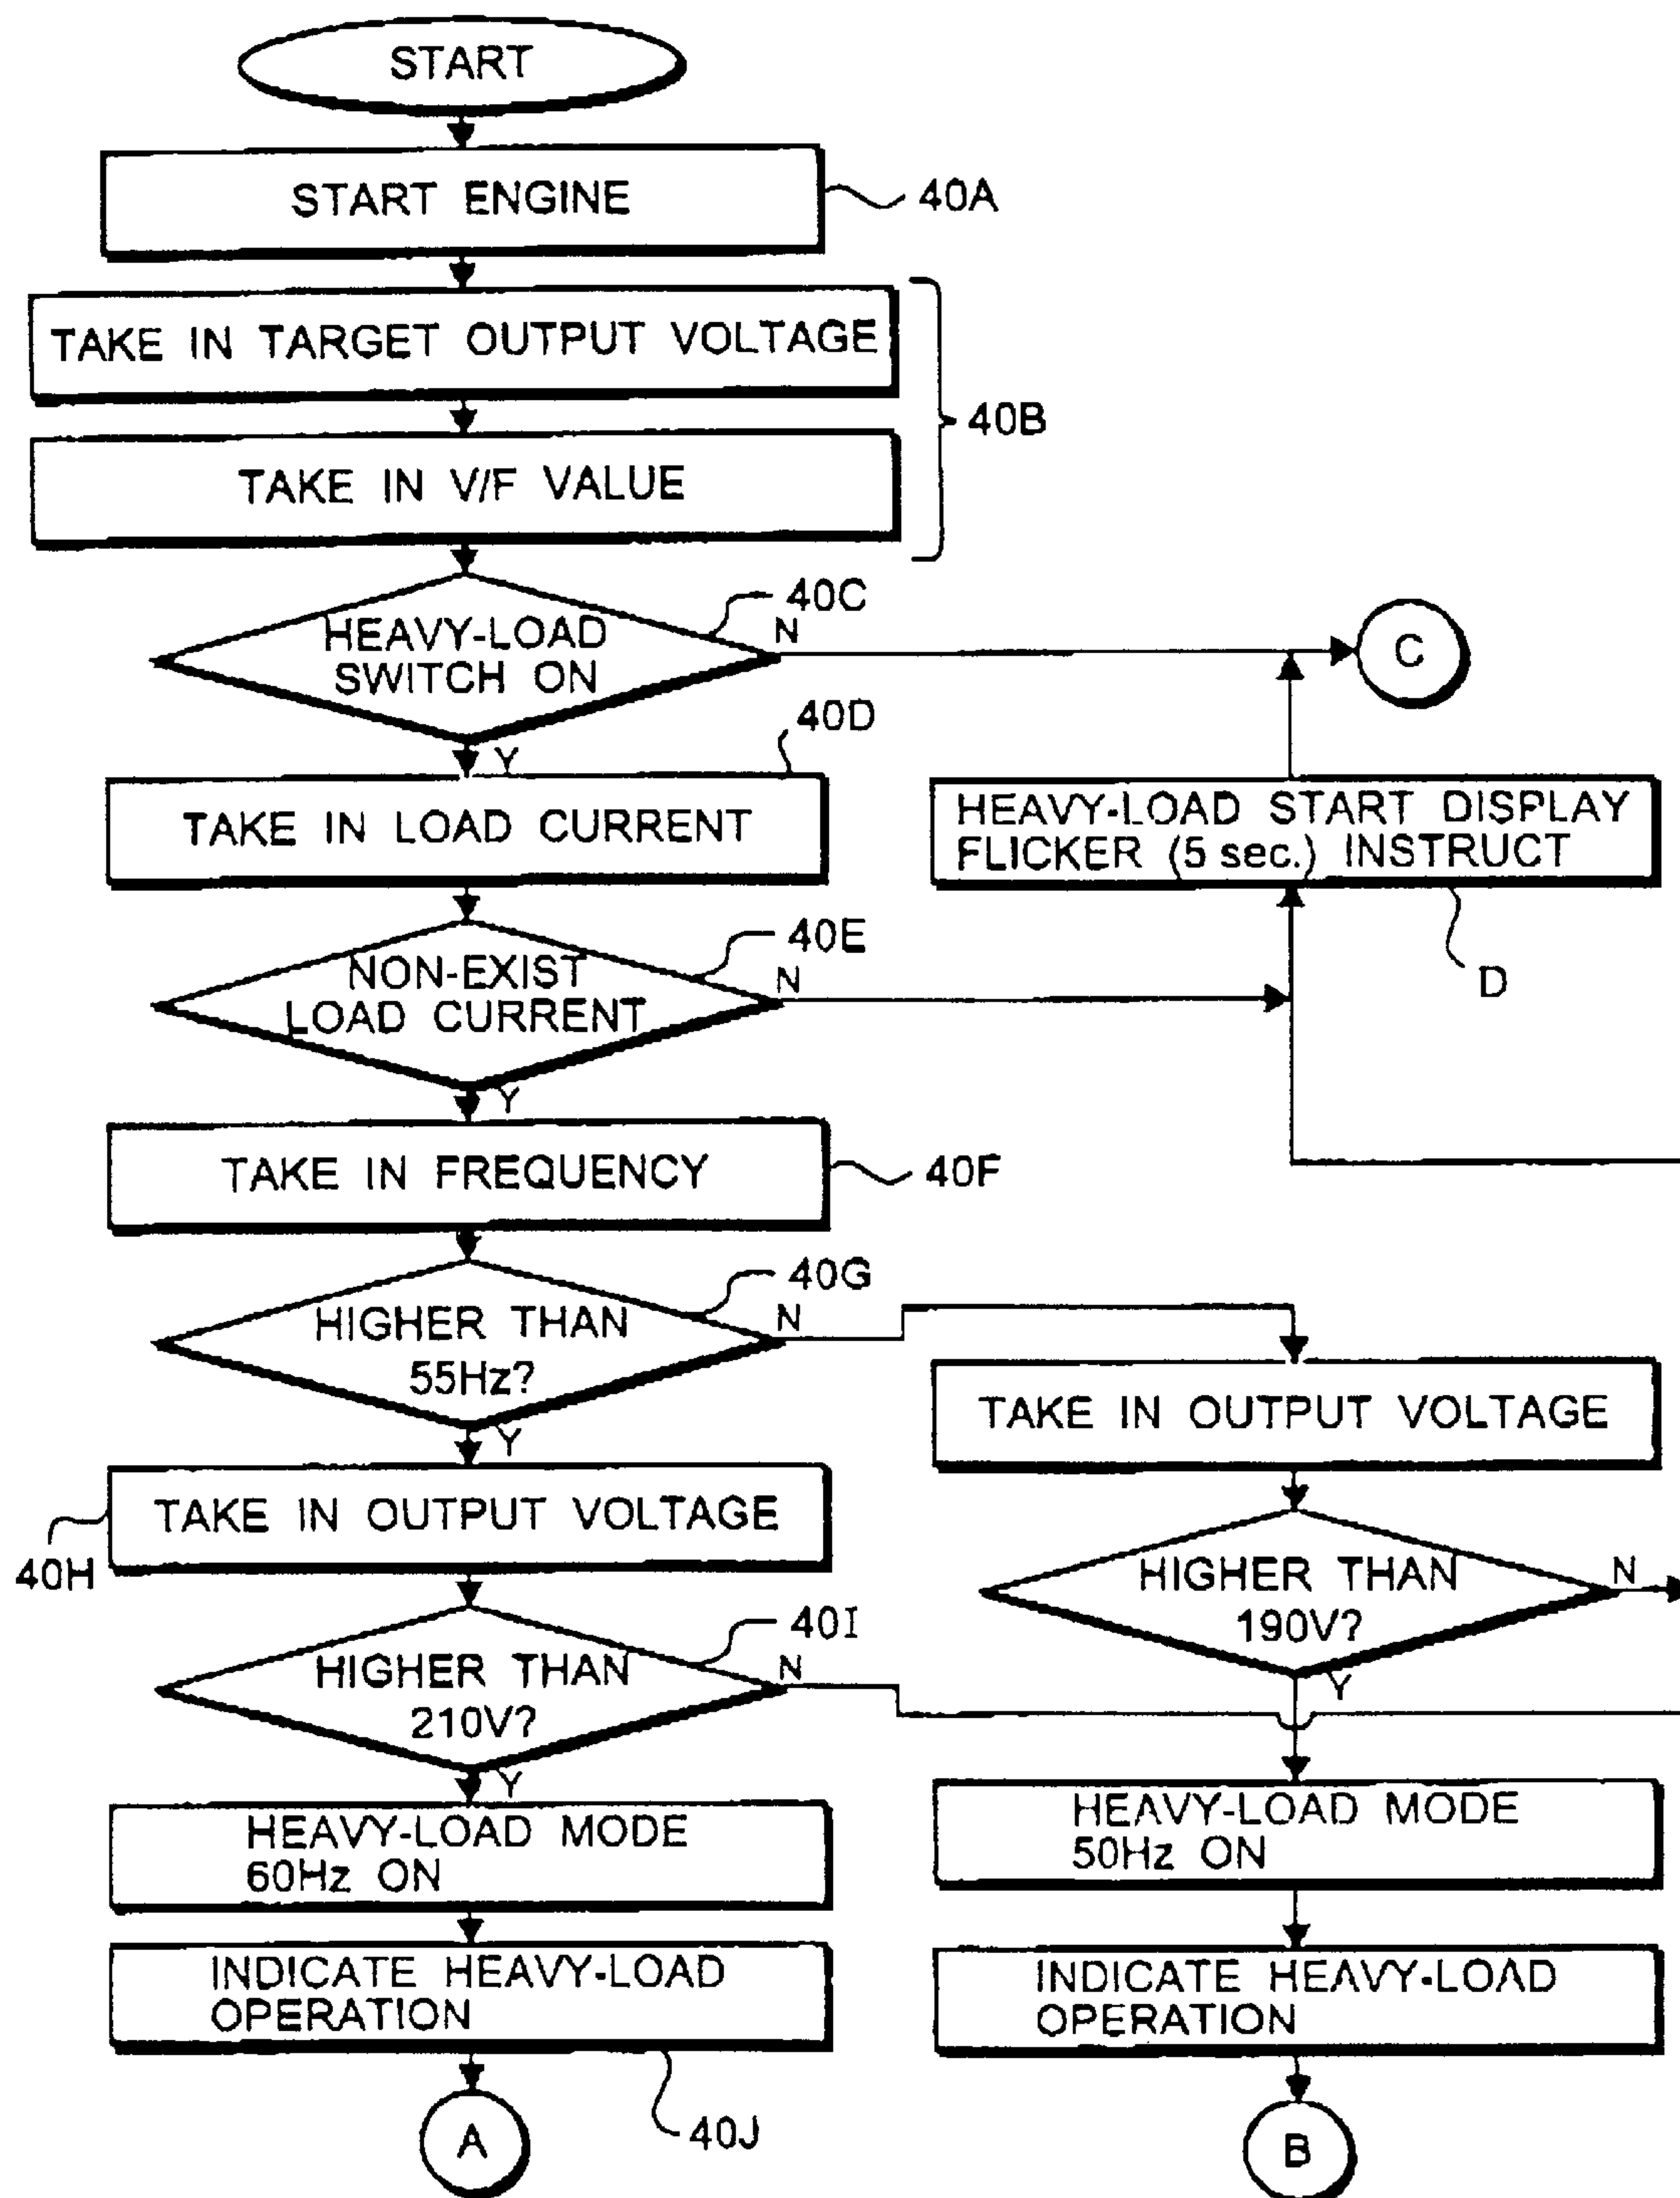 START
START ENGINE
40A
TAKE IN TARGET OUTPUT VOLTAGE
TAKE IN V/F VALUE
40B
HEAVY-LOAD
SWITCH ON
40C
N
C
Y
40D
TAKE IN LOAD CURRENT
HEAVY-LOAD START DISPLAY
FLICKER (5 sec.) INSTRUCT
D
NON-EXIST
LOAD CURRENT
40E
N
Y
TAKE IN FREQUENCY
40F
HIGHER THAN
55Hz?
40G
N
Y
TAKE IN OUTPUT VOLTAGE
TAKE IN OUTPUT VOLTAGE
40H
HIGHER THAN
190V?
N
Y
HIGHER THAN
210V?
40I
N
Y
HEAVY-LOAD MODE
60Hz ON
HEAVY-LOAD MODE
50Hz ON
INDICATE HEAVY-LOAD
OPERATION
40J
INDICATE HEAVY-LOAD
OPERATION
A
B